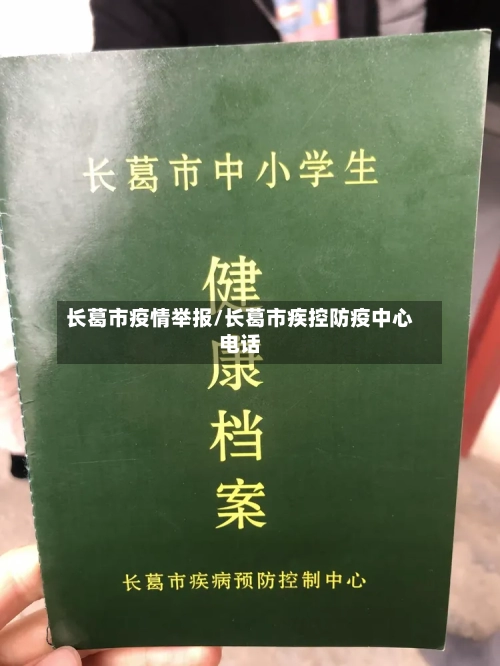 长葛市中小学生
健
长葛市疫情举报/长葛市疾控防疫中心
电话
康
档
案
长葛市疾病预防控制中心